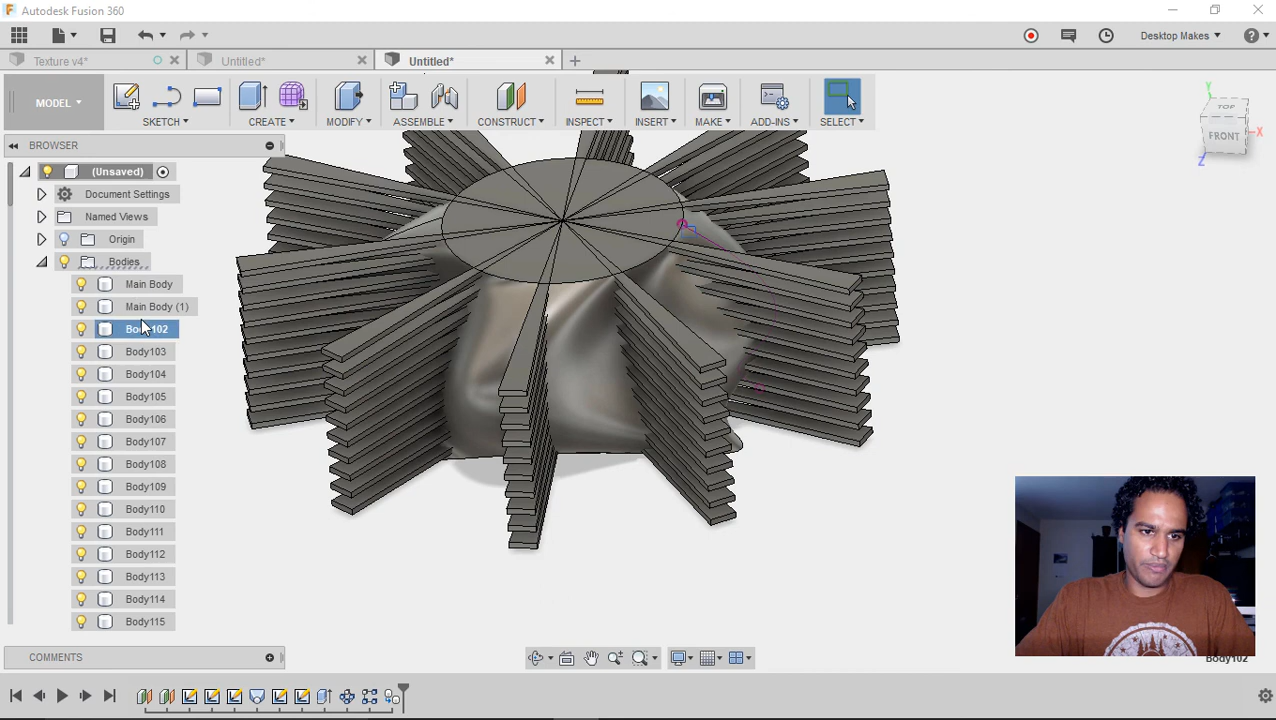 Autodesk Fusion 360
Desktop Makes
Texture v4*
Untitled*
Untitled*
MODEL
SKETCH
CREATE
MODIFY
ASSEMBLE
CONSTRUCT
INSPECT
INSERT
MAKE
ADD-INS
SELECT
BROWSER
(Unsaved)
Document Settings
Named Views
Origin
Bodies
Main Body
Main Body (1)
Body102
Body103
Body104
Body105
Body106
Body107
Body108
Body109
Body110
Body111
Body112
Body113
Body114
Body115
TOP
FRONT
Y
X
Z
Body102
COMMENTS